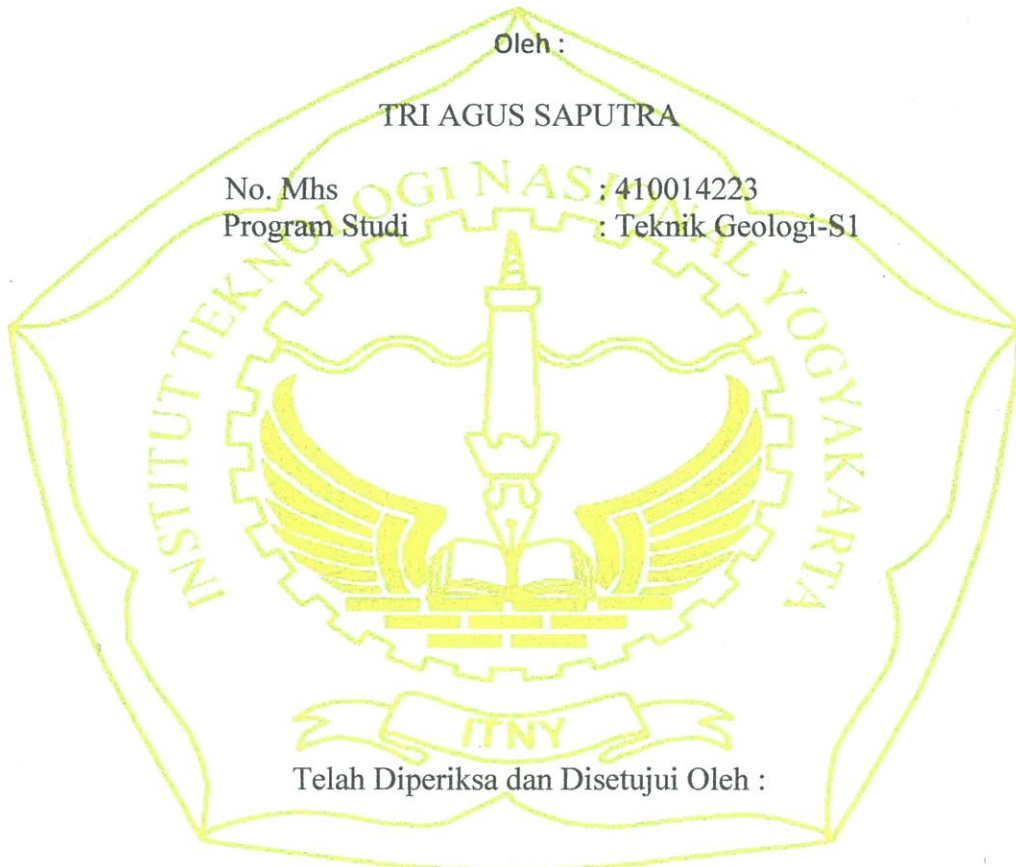 Oleh :
TRI AGUS SAPUTRA
No. Mhs : 410014223
Program Studi : Teknik Geologi-S1
INSTITUT TEKNOLOGI NASIONAL YOGYAKARTA
ITNY
Telah Diperiksa dan Disetujui Oleh :